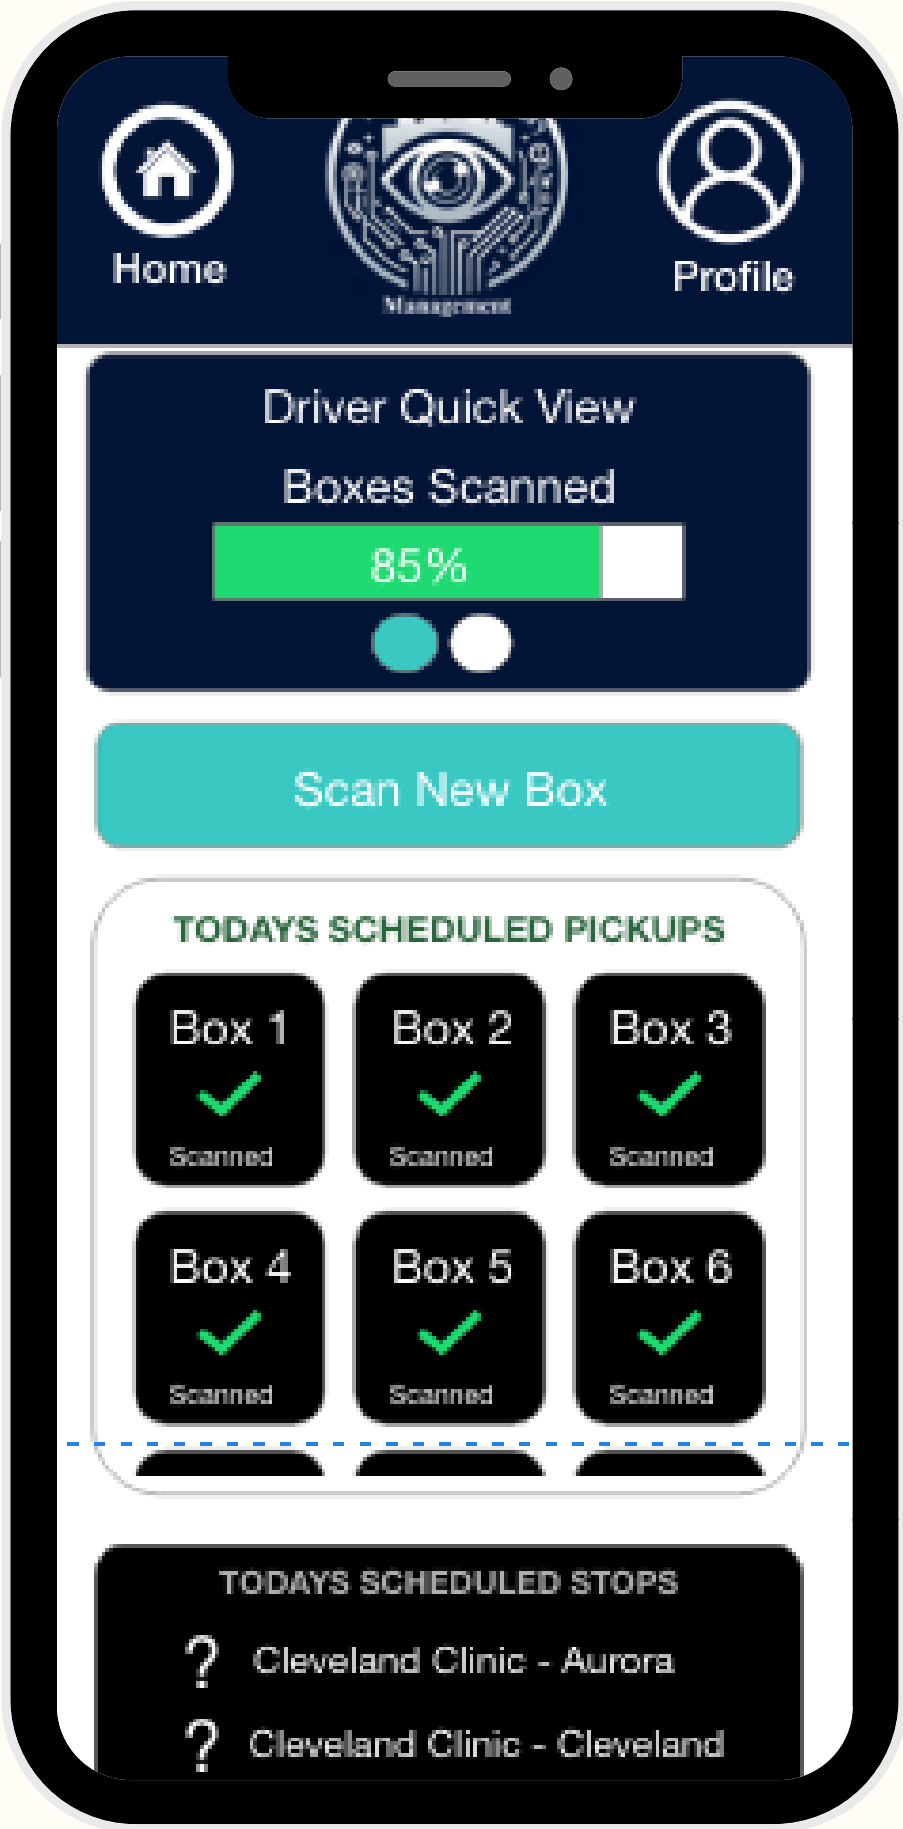 Home
Management
Profile
Driver Quick View
Boxes Scanned
85%
Scan New Box
TODAYS SCHEDULED PICKUPS
Box 1
Box 2
Box 3
Scanned
Scanned
Scanned
Box 4
Box 5
Box 6
Scanned
Scanned
Scanned
TODAYS SCHEDULED STOPS
? Cleveland Clinic - Aurora
? Cleveland Clinic - Cleveland